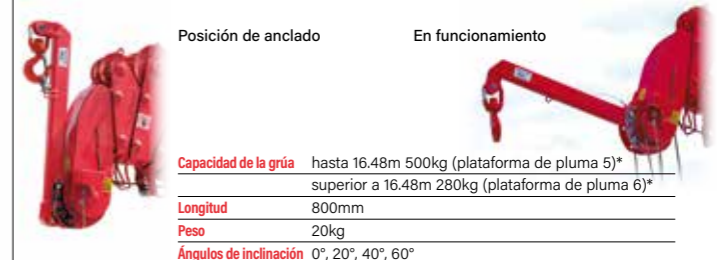 Posición de anclado En funcionamiento
Capacidad de la grúa hasta 16.48m 500kg (plataforma de pluma 5)*
superior a 16.48m 280kg (plataforma de pluma 6)*
Longitud 800mm
Peso 20kg
Ángulos de inclinación 0°, 20°, 40°, 60°